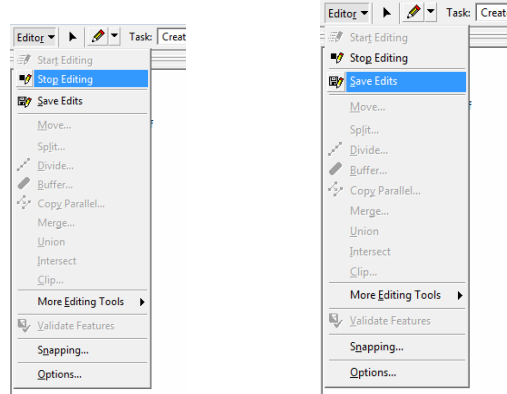 Editor Task: Creat
Start Editing
Stop Editing
Save Edits
Move...
Split...
Divide...
Buffer...
Copy Parallel...
Merge...
Union
Intersect
Clip...
More Editing Tools
Validate Features
Snapping...
Options...
Editor Task: Creat
Start Editing
Stop Editing
Save Edits
Move...
Split...
Divide...
Buffer...
Copy Parallel...
Merge...
Union
Intersect
Clip...
More Editing Tools
Validate Features
Snapping...
Options...